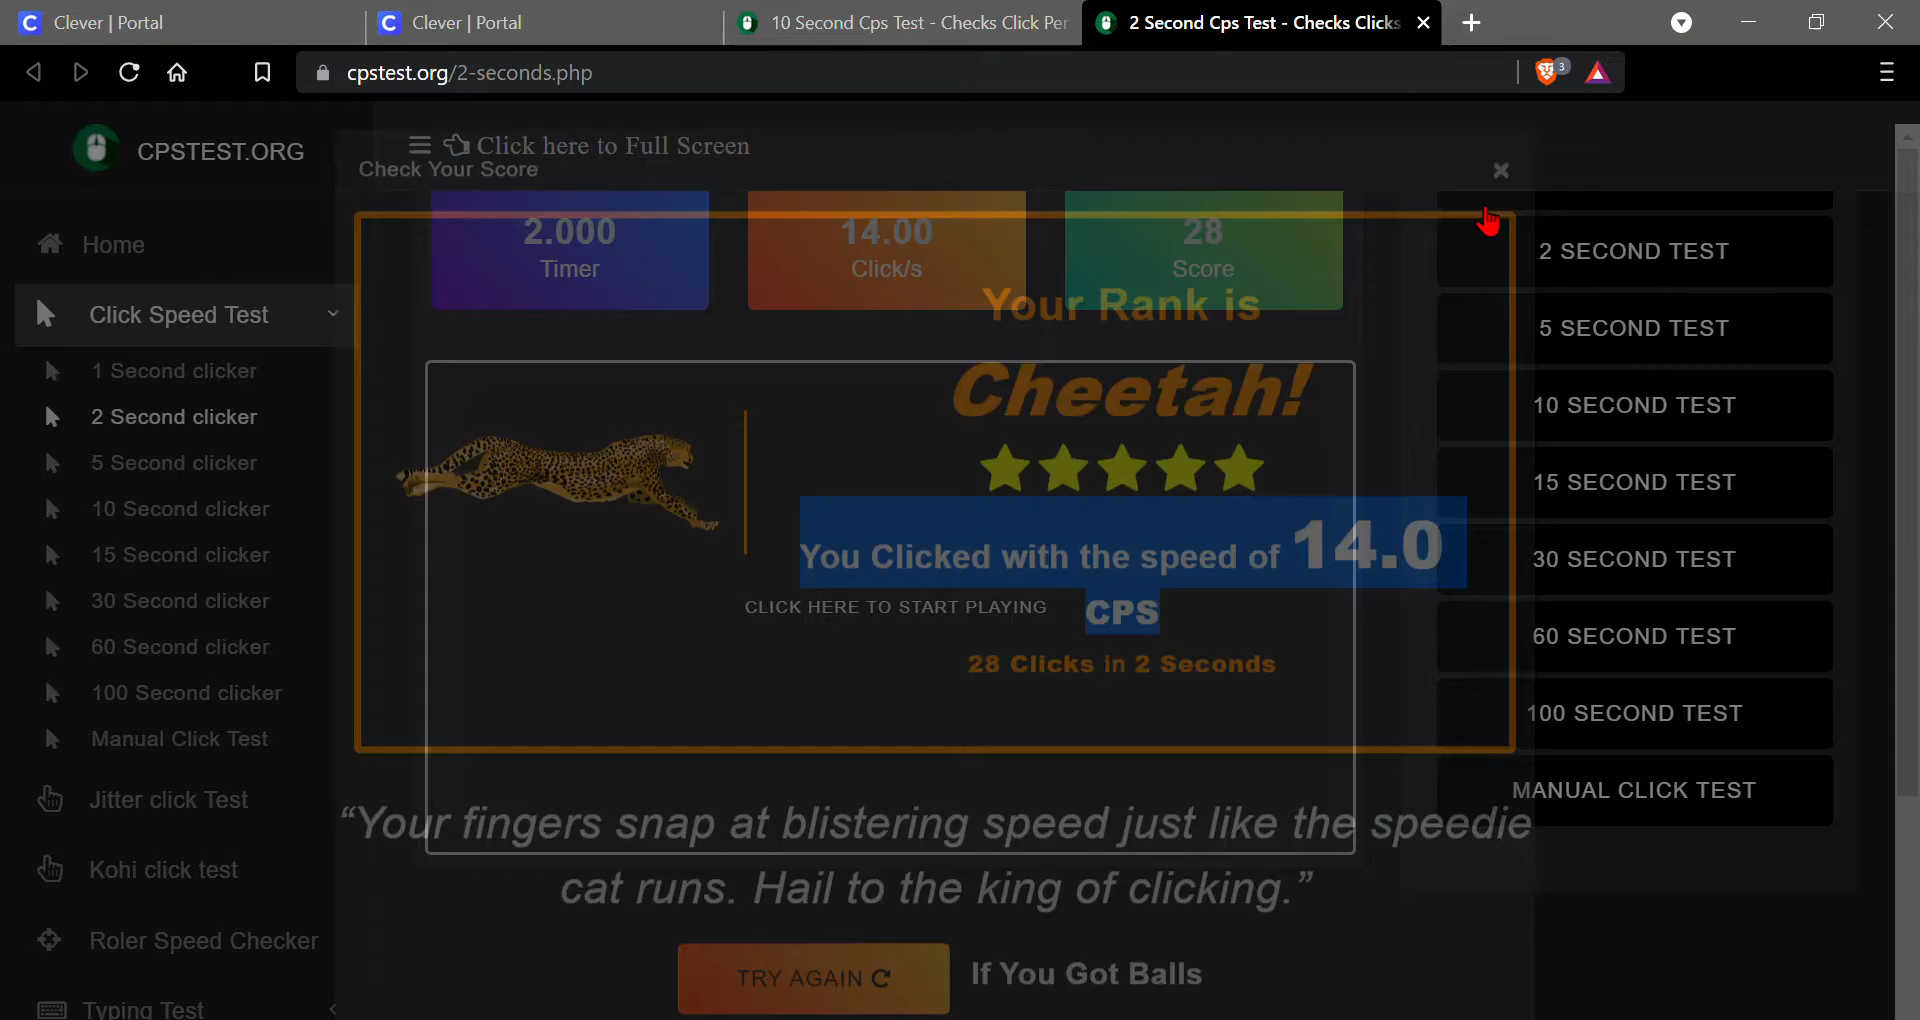 Clever | Portal
Clever | Portal
10 Second Cps Test - Checks Click Per
2 Second Cps Test - Checks Clicks
cpstest.org/2-seconds.php
3
CPSTEST.ORG
Click here to Full Screen
Check Your Score
Home
Click Speed Test
1 Second clicker
2 Second clicker
5 Second clicker
10 Second clicker
15 Second clicker
30 Second clicker
60 Second clicker
100 Second clicker
Manual Click Test
Jitter click Test
Kohi click test
Roler Speed Checker
Typing Test
2.000
Timer
14.00
Click/s
28
Score
Your Rank is
Cheetah!
You Clicked with the speed of 14.0
CPS
CLICK HERE TO START PLAYING
28 Clicks in 2 Seconds
“Your fingers snap at blistering speed just like the speedie
cat runs. Hail to the king of clicking.”
TRY AGAIN
If You Got Balls
2 SECOND TEST
5 SECOND TEST
10 SECOND TEST
15 SECOND TEST
30 SECOND TEST
60 SECOND TEST
100 SECOND TEST
MANUAL CLICK TEST